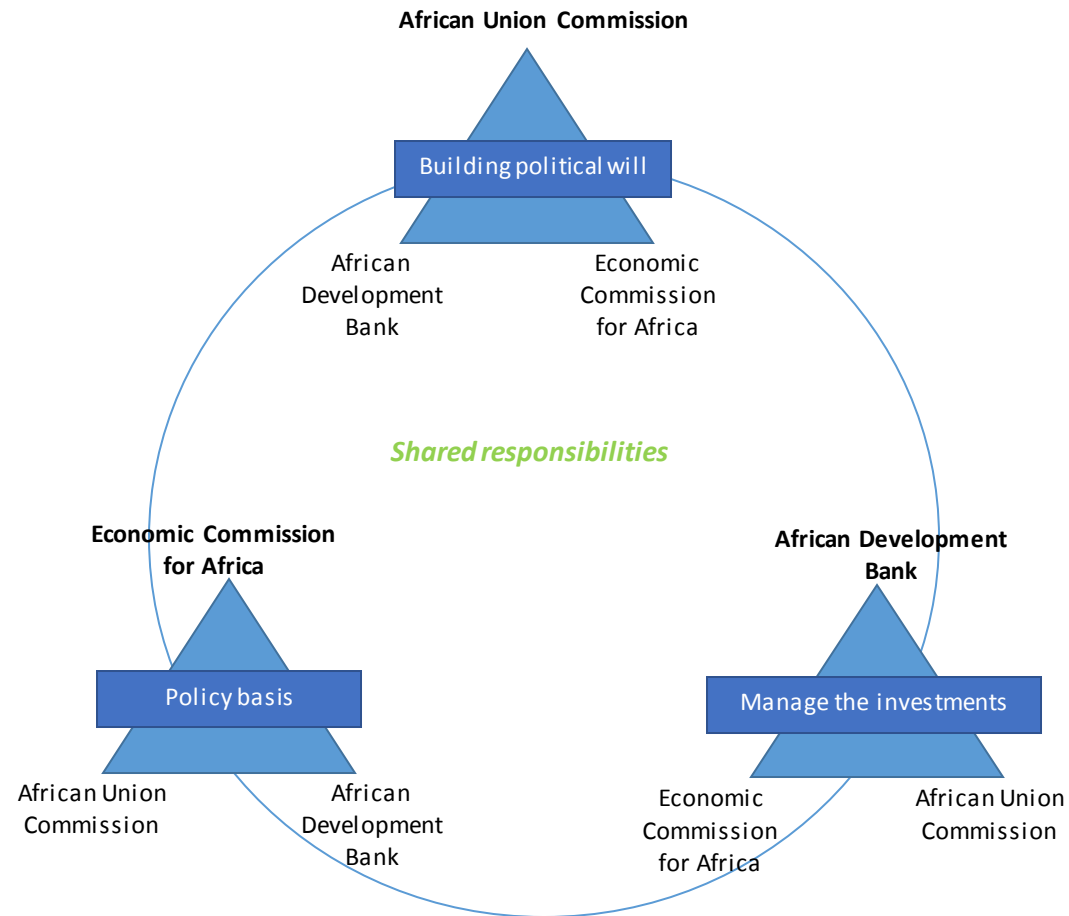 African Union Commission
Building political will
African
Development
Bank
Economic
Commission
for Africa
Shared responsibilities
Economic Commission
for Africa
Policy basis
African Union
Commission
African
Development
Bank
African Development
Bank
Manage the investments
Economic
Commission
for Africa
African Union
Commission